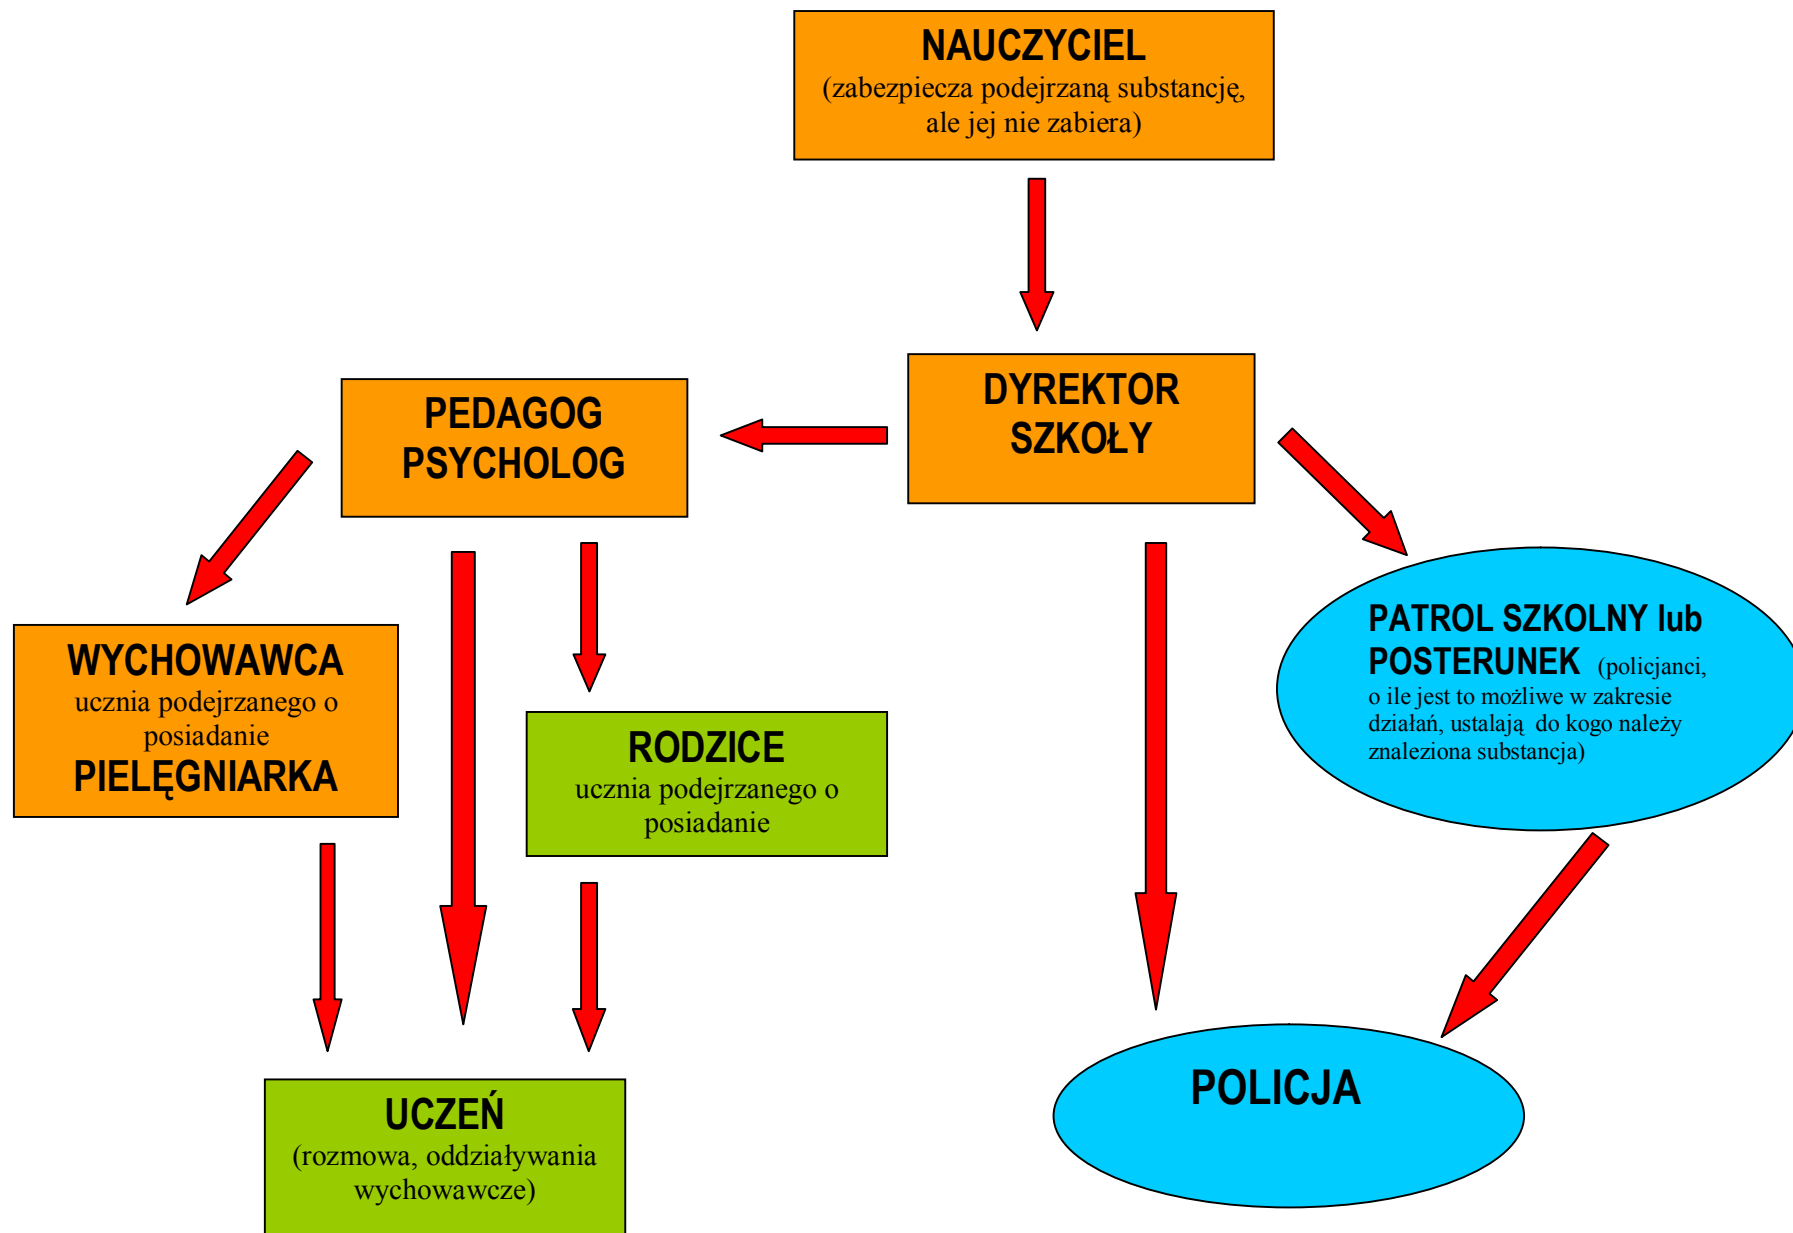 NAUCZYCIEL
(zabezpiecza podejrzaną substancję,
ale jej nie zabiera)
DYREKTOR
SZKOŁY
PEDAGOG
PSYCHOLOG
WYCHOWAWCA
ucznia podejrzanego o
posiadanie
PIELĘGNIARKA
RODZICE
ucznia podejrzanego o
posiadanie
PATROL SZKOLNY lub
POSTERUNEK (policjanci,
o ile jest to możliwe w zakresie
działań, ustalają do kogo należy
znaleziona substancja)
UCZEŃ
(rozmowa, oddziaływania
wychowawcze)
POLICJA